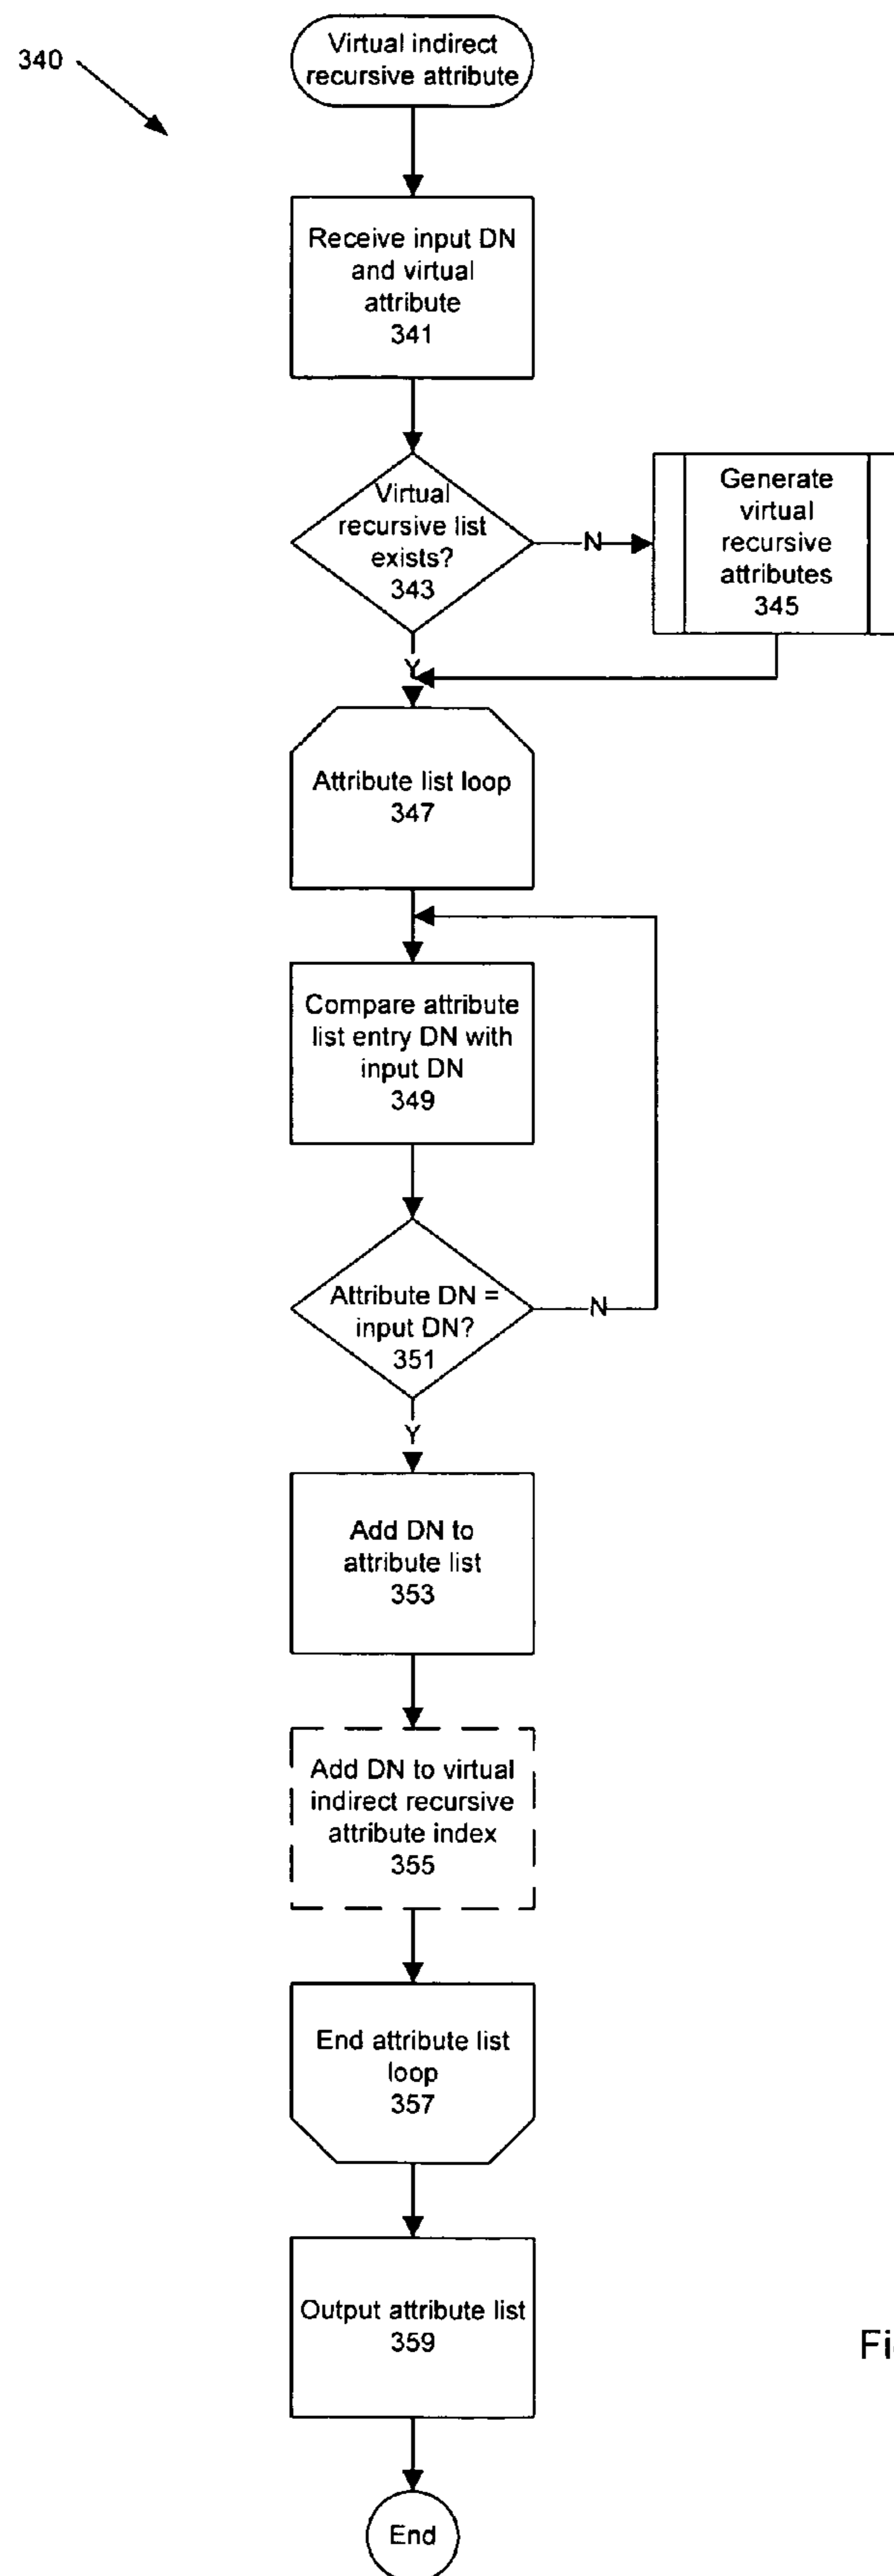 340
Virtual indirect
recursive attribute
Receive input DN
and virtual
attribute
341
Virtual
recursive list
exists?
343
N
Generate
virtual
recursive
attributes
345
Y
Attribute list loop
347
Compare attribute
list entry DN with
input DN
349
Attribute DN =
input DN?
351
N
Y
Add DN to
attribute list
353
Add DN to virtual
indirect recursive
attribute index
355
End attribute list
loop
357
Output attribute list
359
Fi
End